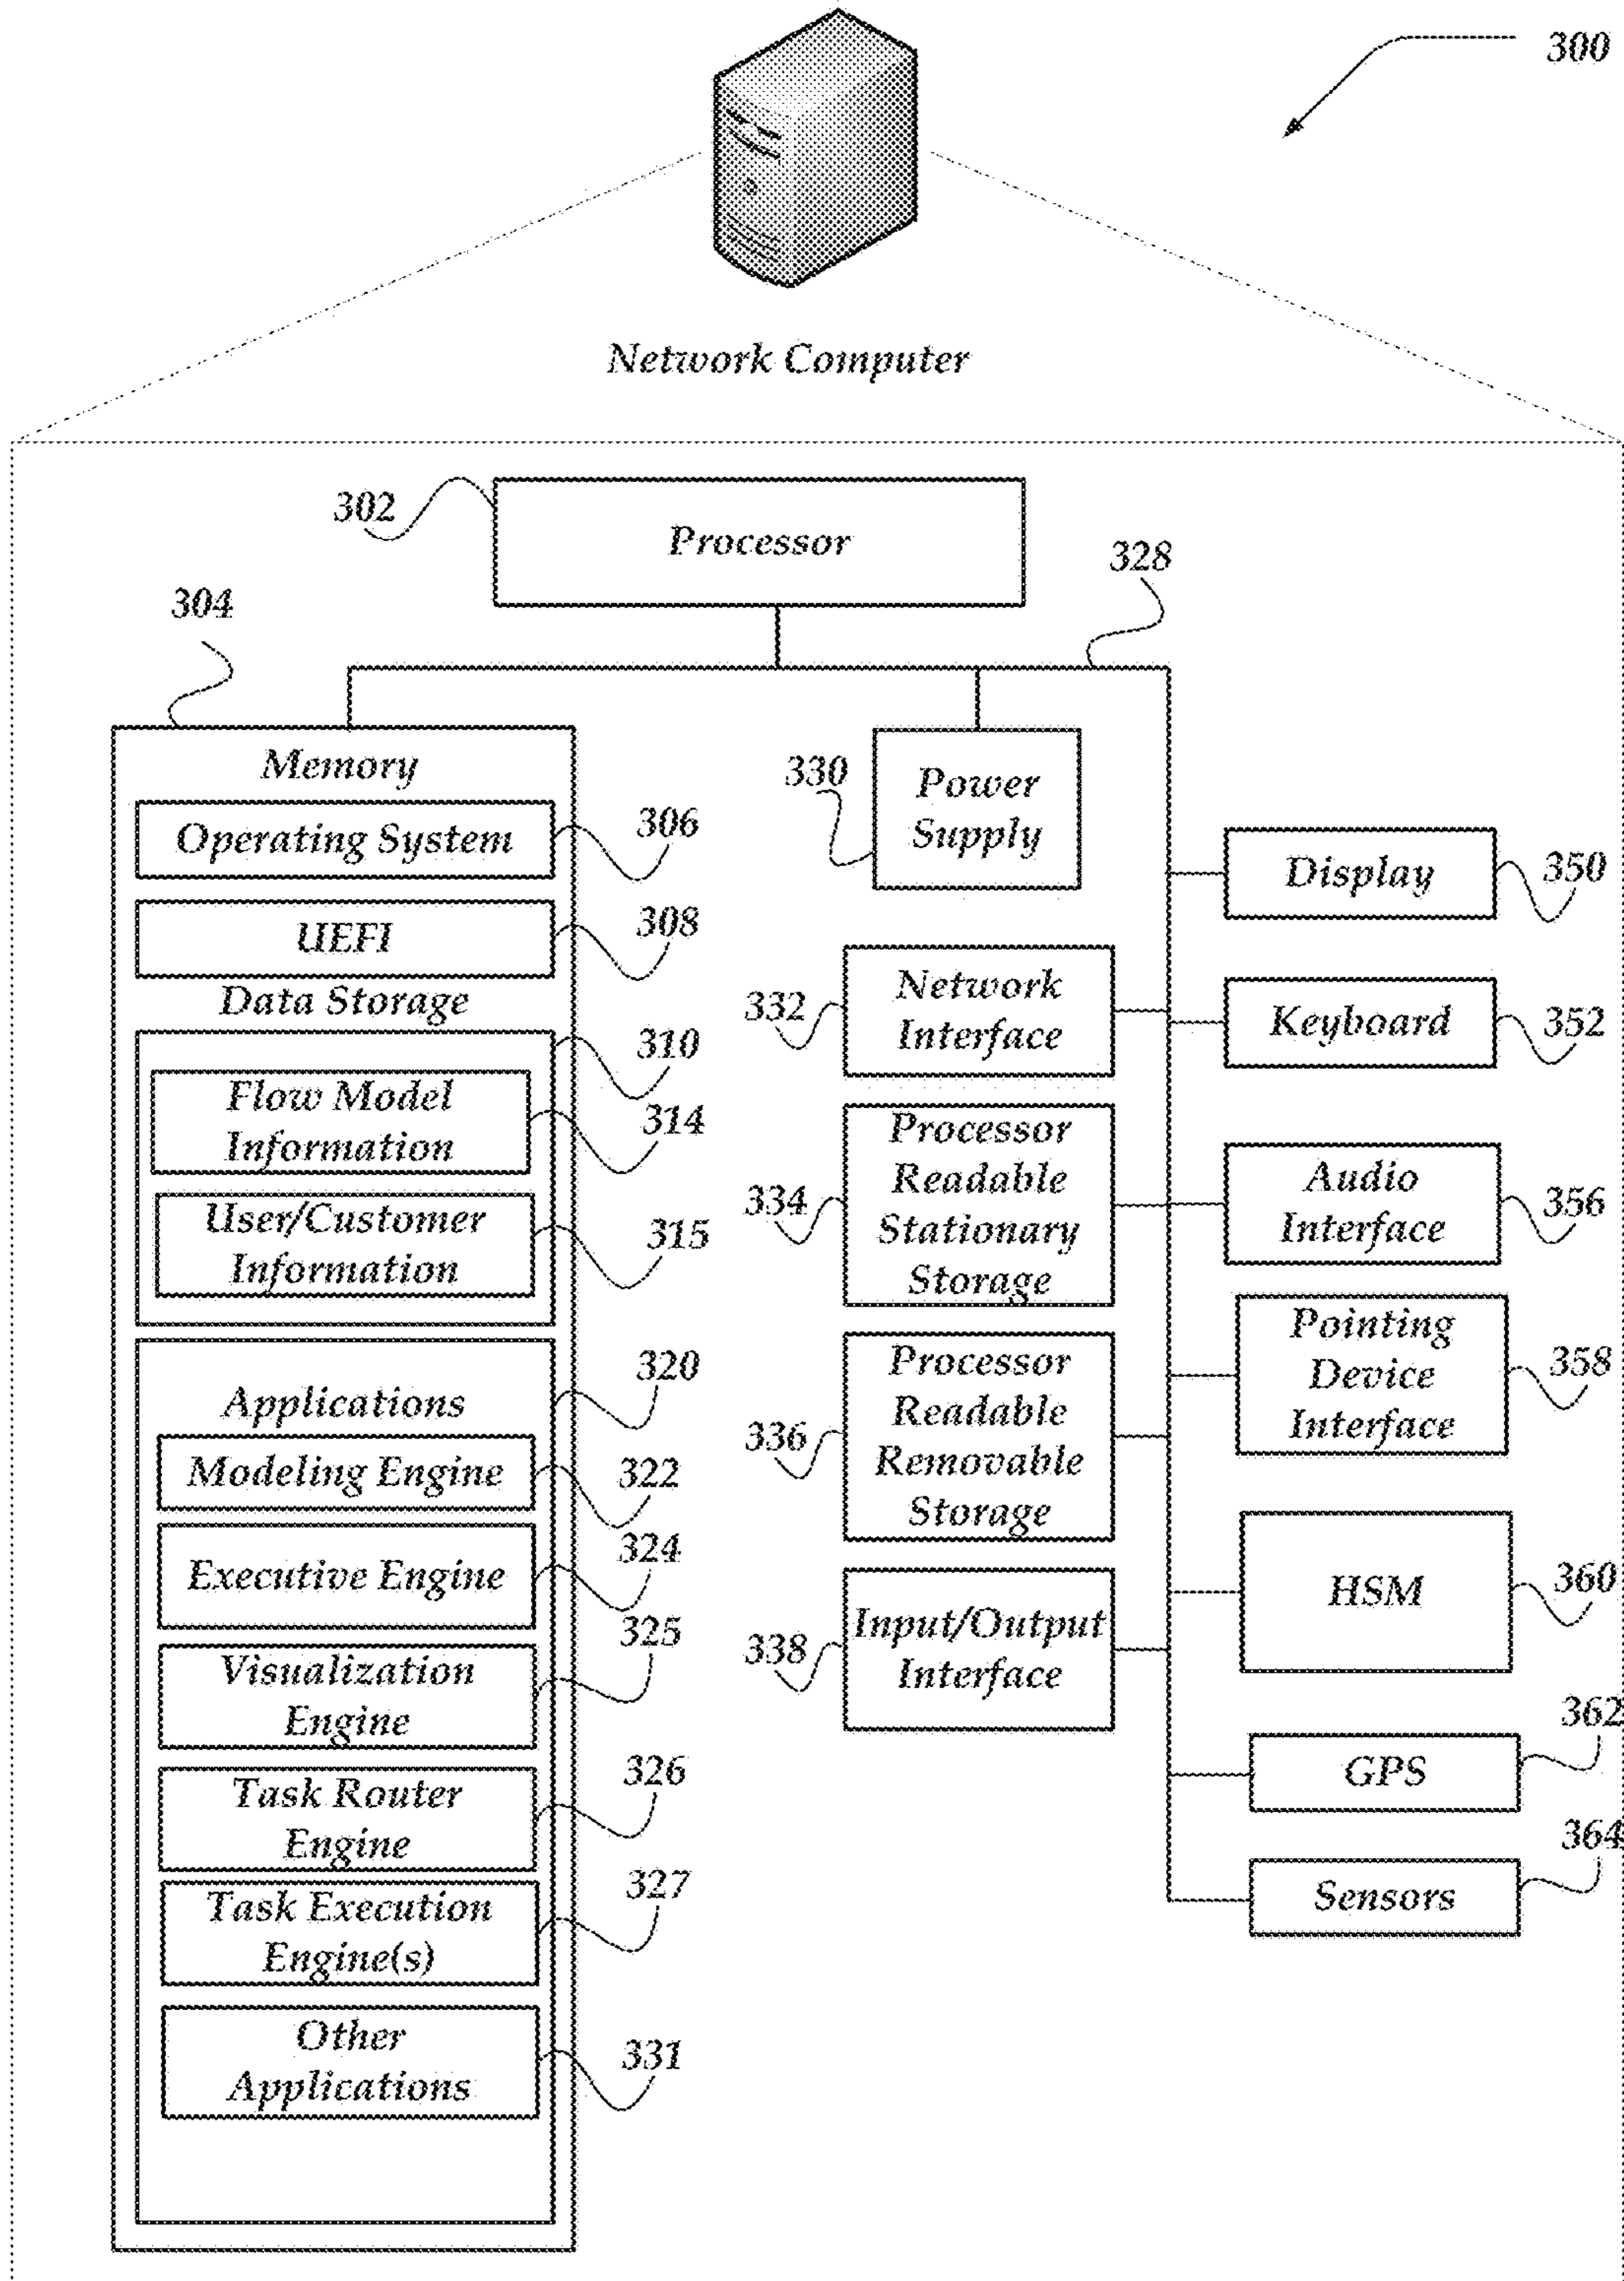 300
Network Computer
302
Processor
328
304
Memory
Operating System
306
UEFI
308
Data Storage
310
Flow Model
Information
314
User/Customer
Information
315
320
Applications
Modeling Engine
322
Executive Engine
324
Visualization
Engine
325
Task Router
Engine
326
Task Execution
Engine(s)
327
Other
Applications
331
330
Power
Supply
332
Network
Interface
334
Processor
Readable
Stationary
Storage
336
Processor
Readable
Removable
Storage
338
Input/Output
Interface
Display
350
Keyboard
352
Audio
Interface
356
Pointing
Device
Interface
358
HSM
360
GPS
362
Sensors
364